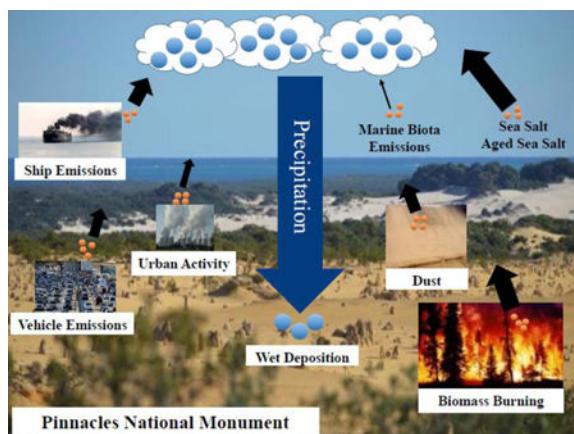 Precipitation
Marine Biota
Emissions
Sea Salt
Aged Sea Salt
Ship Emissions
Urban Activity
Dust
Vehicle Emissions
Wet Deposition
Biomass Burning
Pinnacles National Monument